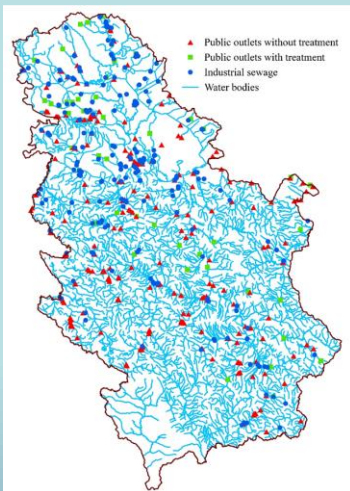 Public outlets without treatment
Public outlets with treatment
Industrial sewage
Water bodies